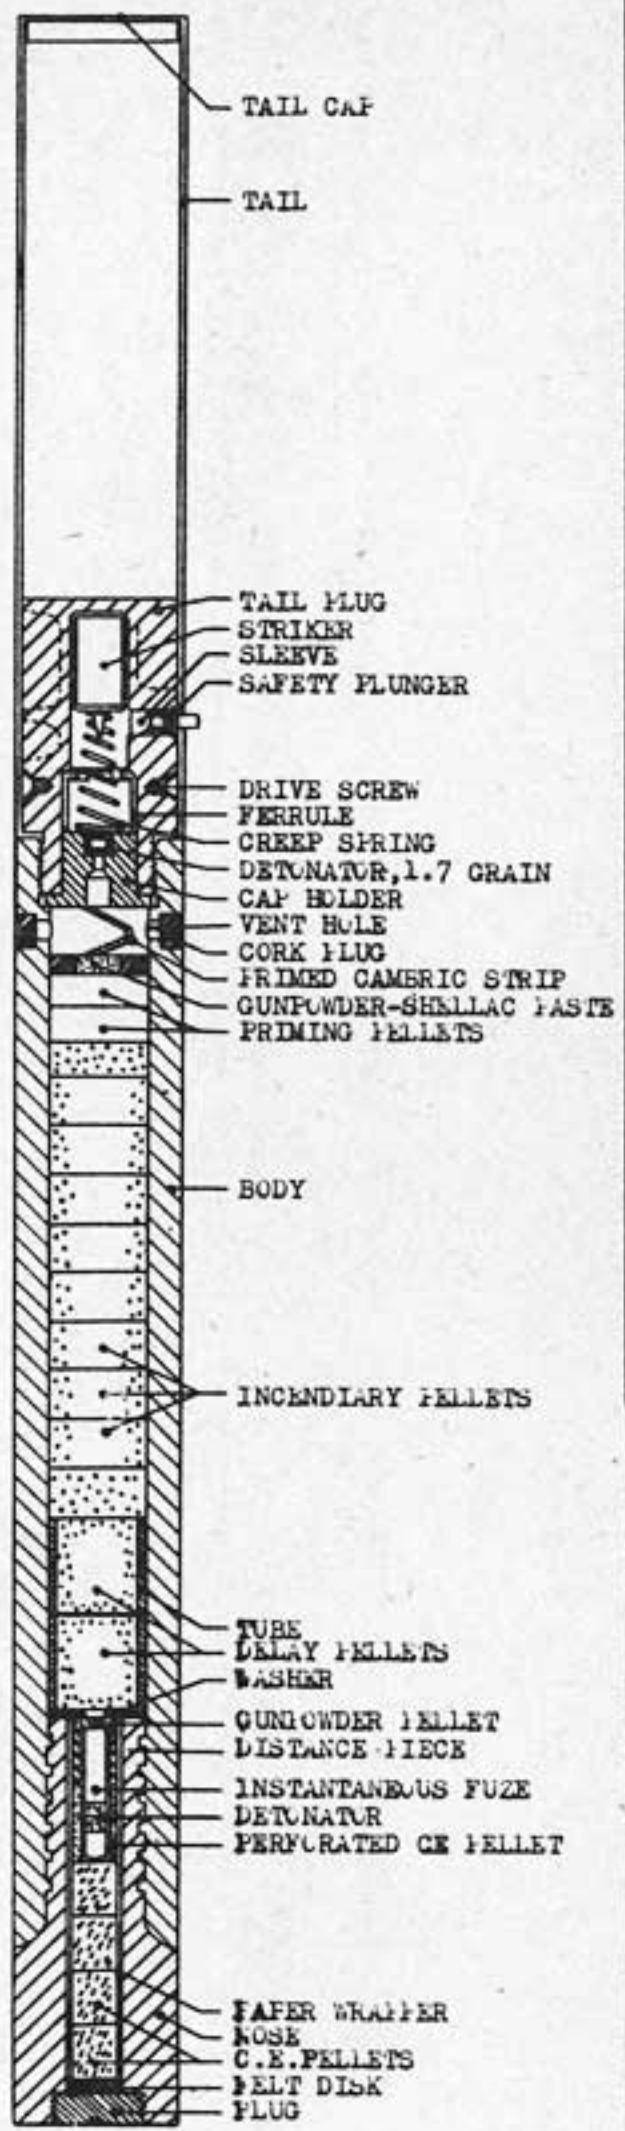 TAIL CAP
TAIL
TAIL PLUG
STRIKER
SLEEVE
SAFETY PLUNGER
DRIVE SCREW
FERRULE
CREEP SPRING
DETONATOR, 1.7 GRAIN
CAP HOLDER
VENT HOLE
CORK PLUG
PRIMED CAMBRIC STRIP
GUNPOWDER-SHELLAC PASTE
PRIMING PELLETS
BODY
INCENDIARY PELLETS
TUBE
DELAY PELLETS
WASHER
GUNPOWDER PELLET
DISTANCE PIECE
INSTANTANEOUS FUZE
DETONATOR
PERFORATED CE PELLET
PAPER WRAPPER
NOSE
C.E. PELLETS
FELT DISK
PLUG